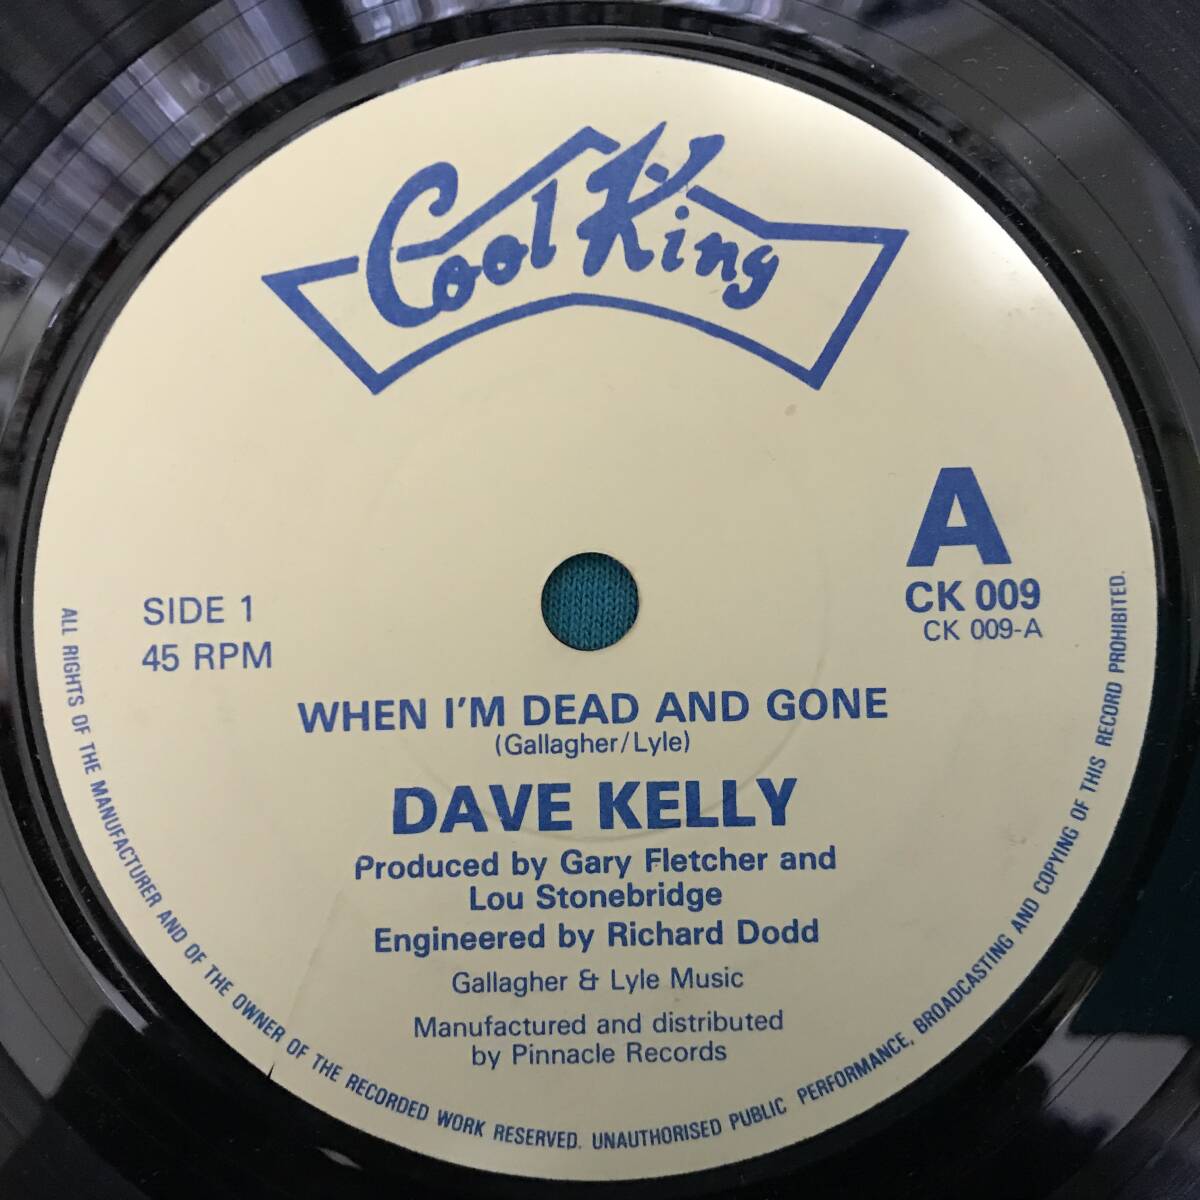 Cool King
A
CK 009
CK 009-A
SIDE 1
45 RPM
WHEN I'M DEAD AND GONE
(Gallagher/Lyle)
DAVE KELLY
Produced by Gary Fletcher and
Lou Stonebridge
Engineered by Richard Dodd
Gallagher & Lyle Music
Manufactured and distributed
by Pinnacle Records
ALL RIGHTS OF THE MANUFACTURER AND OF THE OWNER OF THE RECORDED WORK RESERVED. UNAUTHORISED PUBLIC PERFORMANCE, BROADCASTING AND COPYING OF THIS RECORD PROHIBITED.